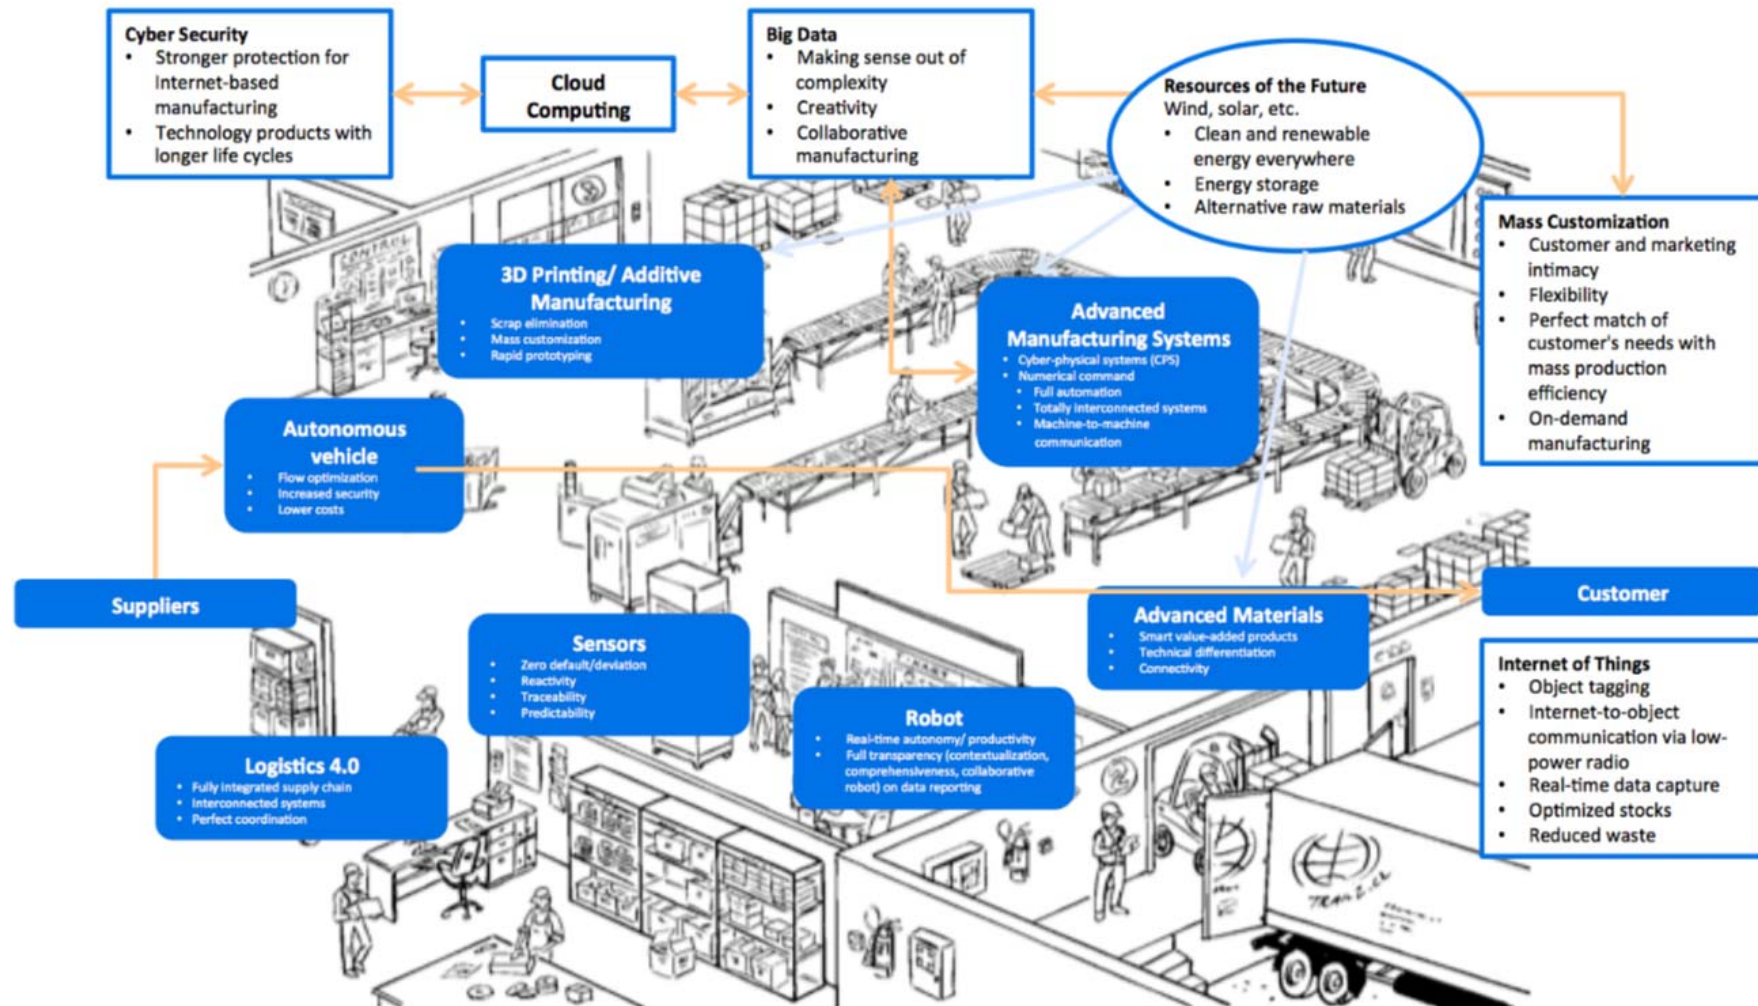 Cyber Security
• Stronger protection for
Internet-based
manufacturing
• Technology products with
longer life cycles
Cloud
Computing
Big Data
• Making sense out of
complexity
• Creativity
• Collaborative
manufacturing
Resources of the Future
Wind, solar, etc.
• Clean and renewable
energy everywhere
• Energy storage
• Alternative raw materials
Mass Customization
• Customer and marketing
intimacy
• Flexibility
• Perfect match of
customer's needs with
mass production
efficiency
• On-demand
manufacturing
CONTROL
3D Printing/ Additive
Manufacturing
• Scrap elimination
• Mass customization
• Rapid prototyping
Advanced
Manufacturing Systems
• Cyber-physical systems (CPS)
• Numerical command
• Full automation
• Totally interconnected systems
• Machine-to-machine
communication
Autonomous
vehicle
• Flow optimization
• Increased security
• Lower costs
Suppliers
Customer
Sensors
• Zero default/deviation
• Reactivity
• Traceability
• Predictability
Advanced Materials
• Smart value-added products
• Technical differentiation
• Connectivity
Robot
• Real-time autonomy/ productivity
• Full transparency (contextualization,
comprehensiveness, collaborative
robot) on data reporting
Logistics 4.0
• Fully integrated supply chain
• Interconnected systems
• Perfect coordination
Internet of Things
• Object tagging
• Internet-to-object
communication via low-
power radio
• Real-time data capture
• Optimized stocks
• Reduced waste